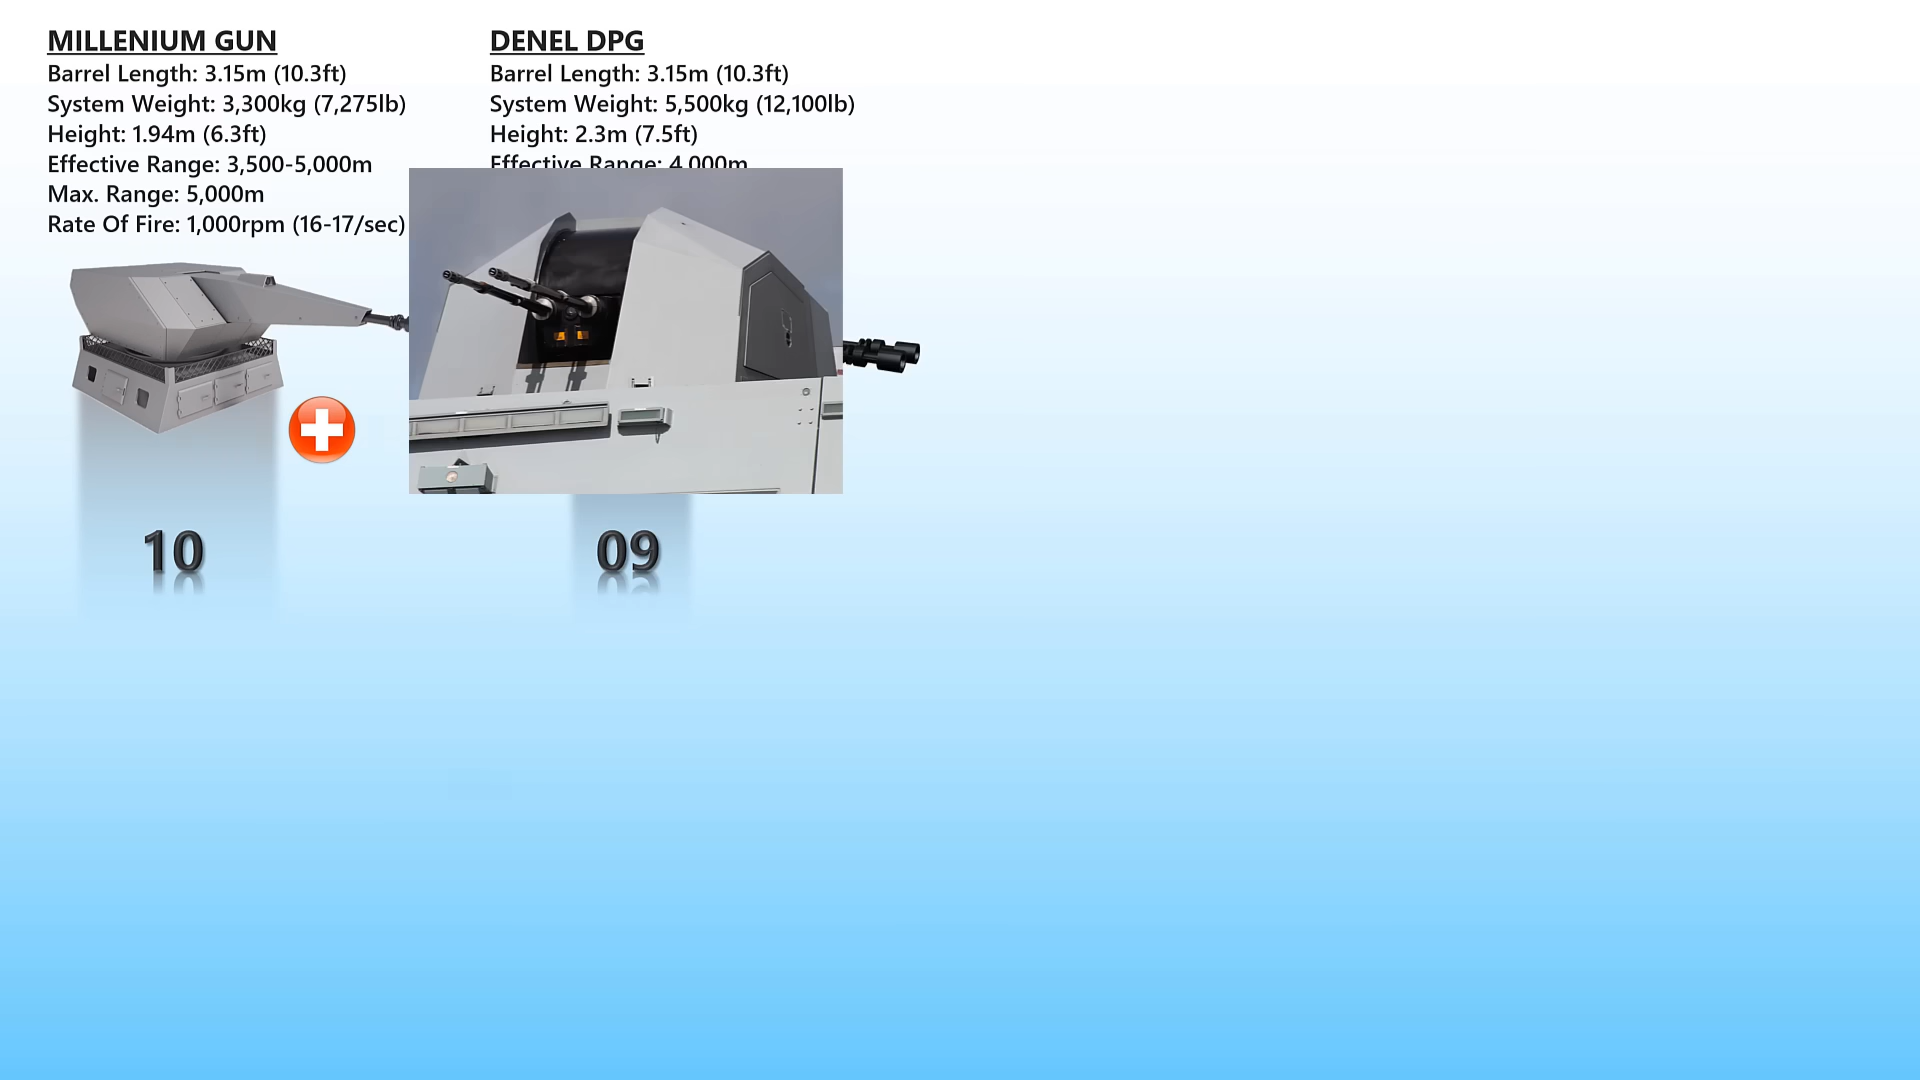 MILLENIUM GUN
Barrel Length: 3.15m (10.3ft)
System Weight: 3,300kg (7,275lb)
Height: 1.94m (6.3ft)
Effective Range: 3,500-5,000m
Max. Range: 5,000m
Rate Of Fire: 1,000rpm (16-17/sec)
10
DENEL DPG
Barrel Length: 3.15m (10.3ft)
System Weight: 5,500kg (12,100lb)
Height: 2.3m (7.5ft)
Effective Range: 4,000m
09